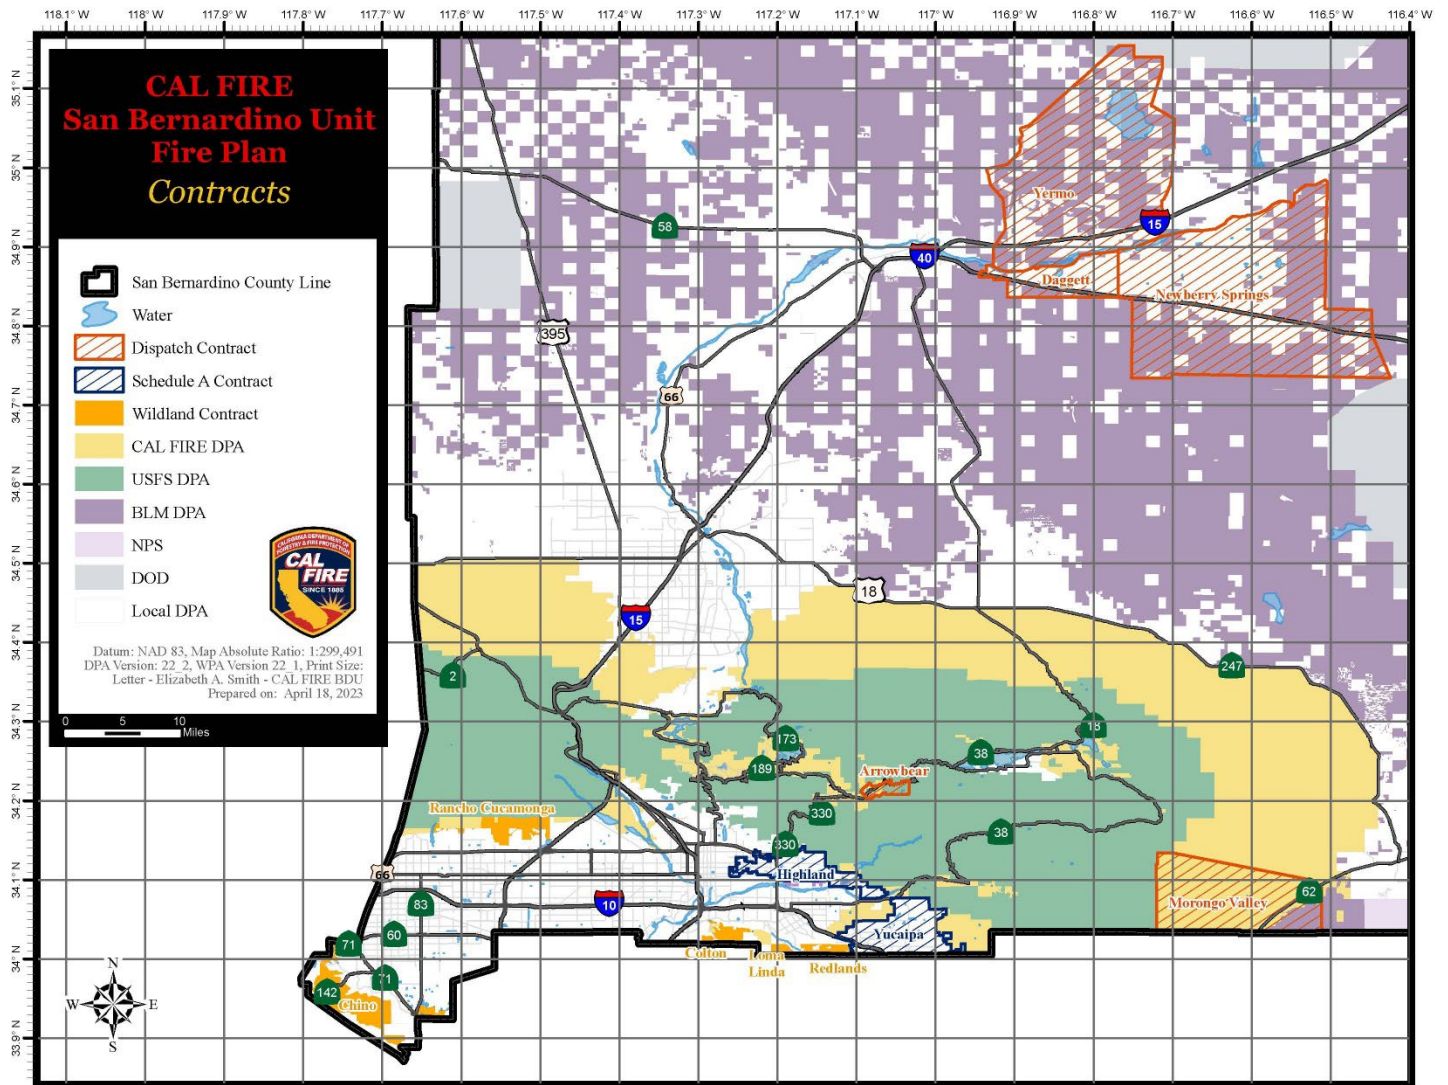 118.1° W 118° W 117.9° W 117.8° W 117.7° W 117.6° W 117.5° W 117.4° W 117.3° W 117.2° W 117.1° W 117° W 116.9° W 116.8° W 116.7° W 116.6° W 116.5° W 116.4° W
CAL FIRE
San Bernardino Unit
Fire Plan
Contracts
San Bernardino County Line
Water
Dispatch Contract
Schedule A Contract
Wildland Contract
CAL FIRE DPA
USFS DPA
BLM DPA
NPS
DOD
Local DPA
CALIFORNIA DEPARTMENT OF
FORESTRY & FIRE PROTECTION
CAL
FIRE
SINCE 1885
Datum: NAD 83, Map Absolute Ratio: 1:299,491
DPA Version: 22_2, WPA Version 22_1, Print Size:
Letter - Elizabeth A. Smith - CAL FIRE BDU
Prepared on: April 18, 2023
0 5 10
Miles
35.1° N
35° N
34.9° N
34.8° N
34.7° N
34.6° N
34.5° N
34.4° N
34.3° N
34.2° N
34.1° N
34° N
33.9° N
Yermo
15
58
40
Daggett
Newberry Springs
395
66
18
15
247
2
18
173
38
189
Arrowbear
Rancho Cucamonga
330
38
330
66
Highland
62
Morongo Valley
83
10
60
71
Yucaipa
Colton
Loma
Linda
Redlands
71
142
Chino
N
W E
S